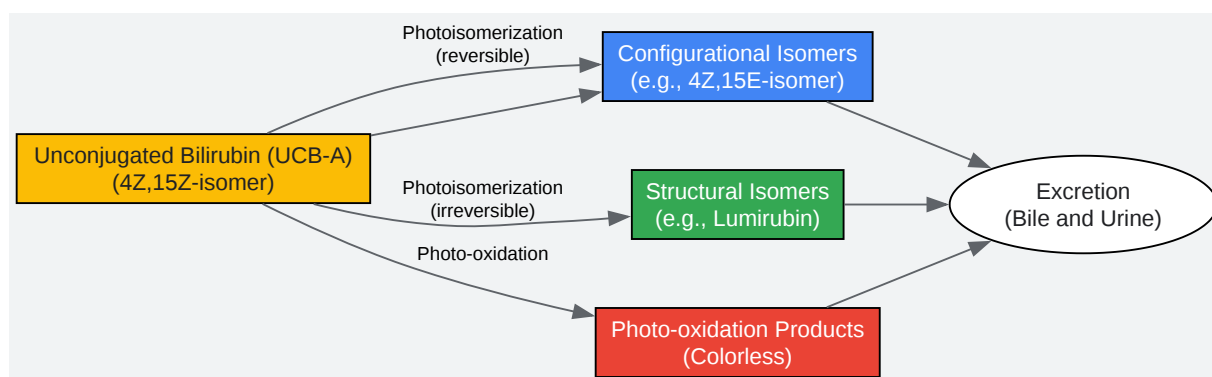 Photoisomerization
(reversible)
Configurational Isomers
(e.g., 4Z,15E-isomer)
Unconjugated Bilirubin (UCB-A)
(4Z,15Z-isomer)
Photoisomerization
(irreversible)
Structural Isomers
(e.g., Lumirubin)
Excretion
(Bile and Urine)
Photo-oxidation
Photo-oxidation Products
(Colorless)